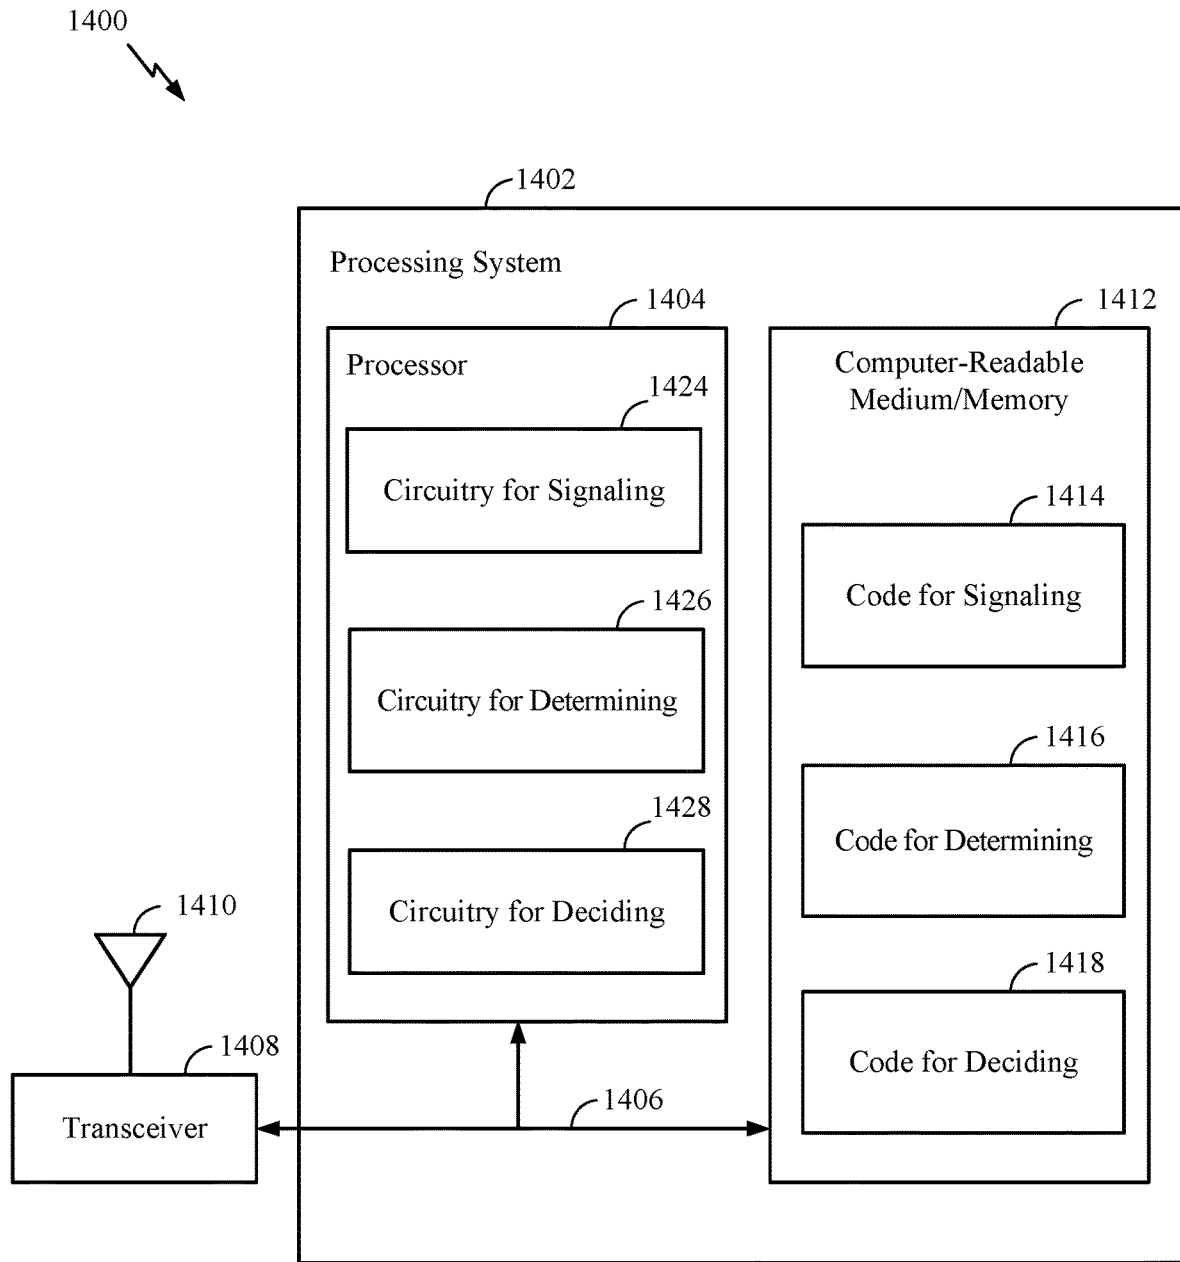 1400
1402
Processing System
1404
Processor
1424
Circuitry for Signaling
1426
Circuitry for Determining
1428
Circuitry for Deciding
1412
Computer-Readable
Medium/Memory
1414
Code for Signaling
1416
Code for Determining
1418
Code for Deciding
1410
1408
Transceiver
1406